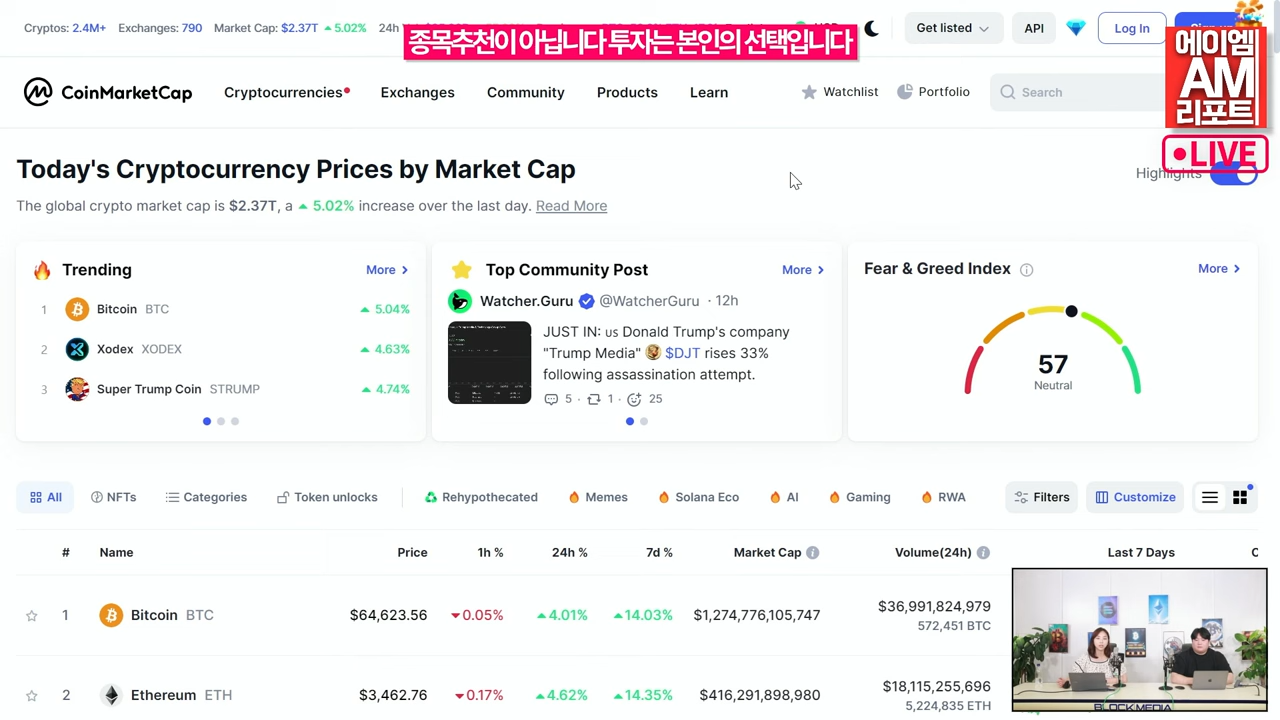 Cryptos: 2.4M+ Exchanges: 790 Market Cap: $2.37T 5.02% 24h
종목추천이 아닙니다 투자는 본인의 선택입니다
Get listed API Log In
에이엠
AM
리포트
LIVE
CoinMarketCap Cryptocurrencies Exchanges Community Products Learn Watchlist Portfolio Search
Today's Cryptocurrency Prices by Market Cap
Highlights
The global crypto market cap is $2.37T, a 5.02% increase over the last day. Read More
Trending More
1 Bitcoin BTC 5.04%
2 Xodex XODEX 4.63%
3 Super Trump Coin STRUMP 4.74%
Top Community Post More
Watcher.Guru @WatcherGuru · 12h
JUST IN: us Donald Trump's company
"Trump Media" $DJT rises 33%
following assassination attempt.
5 · 1 · 25
Fear & Greed Index More
57
Neutral
All NFTs Categories Token unlocks Rehypothecated Memes Solana Eco AI Gaming RWA Filters Customize
# Name Price 1h % 24h % 7d % Market Cap Volume(24h) Last 7 Days C
1 Bitcoin BTC $64,623.56 0.05% 4.01% 14.03% $1,274,776,105,747 $36,991,824,979
572,451 BTC
2 Ethereum ETH $3,462.76 0.17% 4.62% 14.35% $416,291,898,980 $18,115,255,696
5,224,835 ETH
BLOCKMEDIA